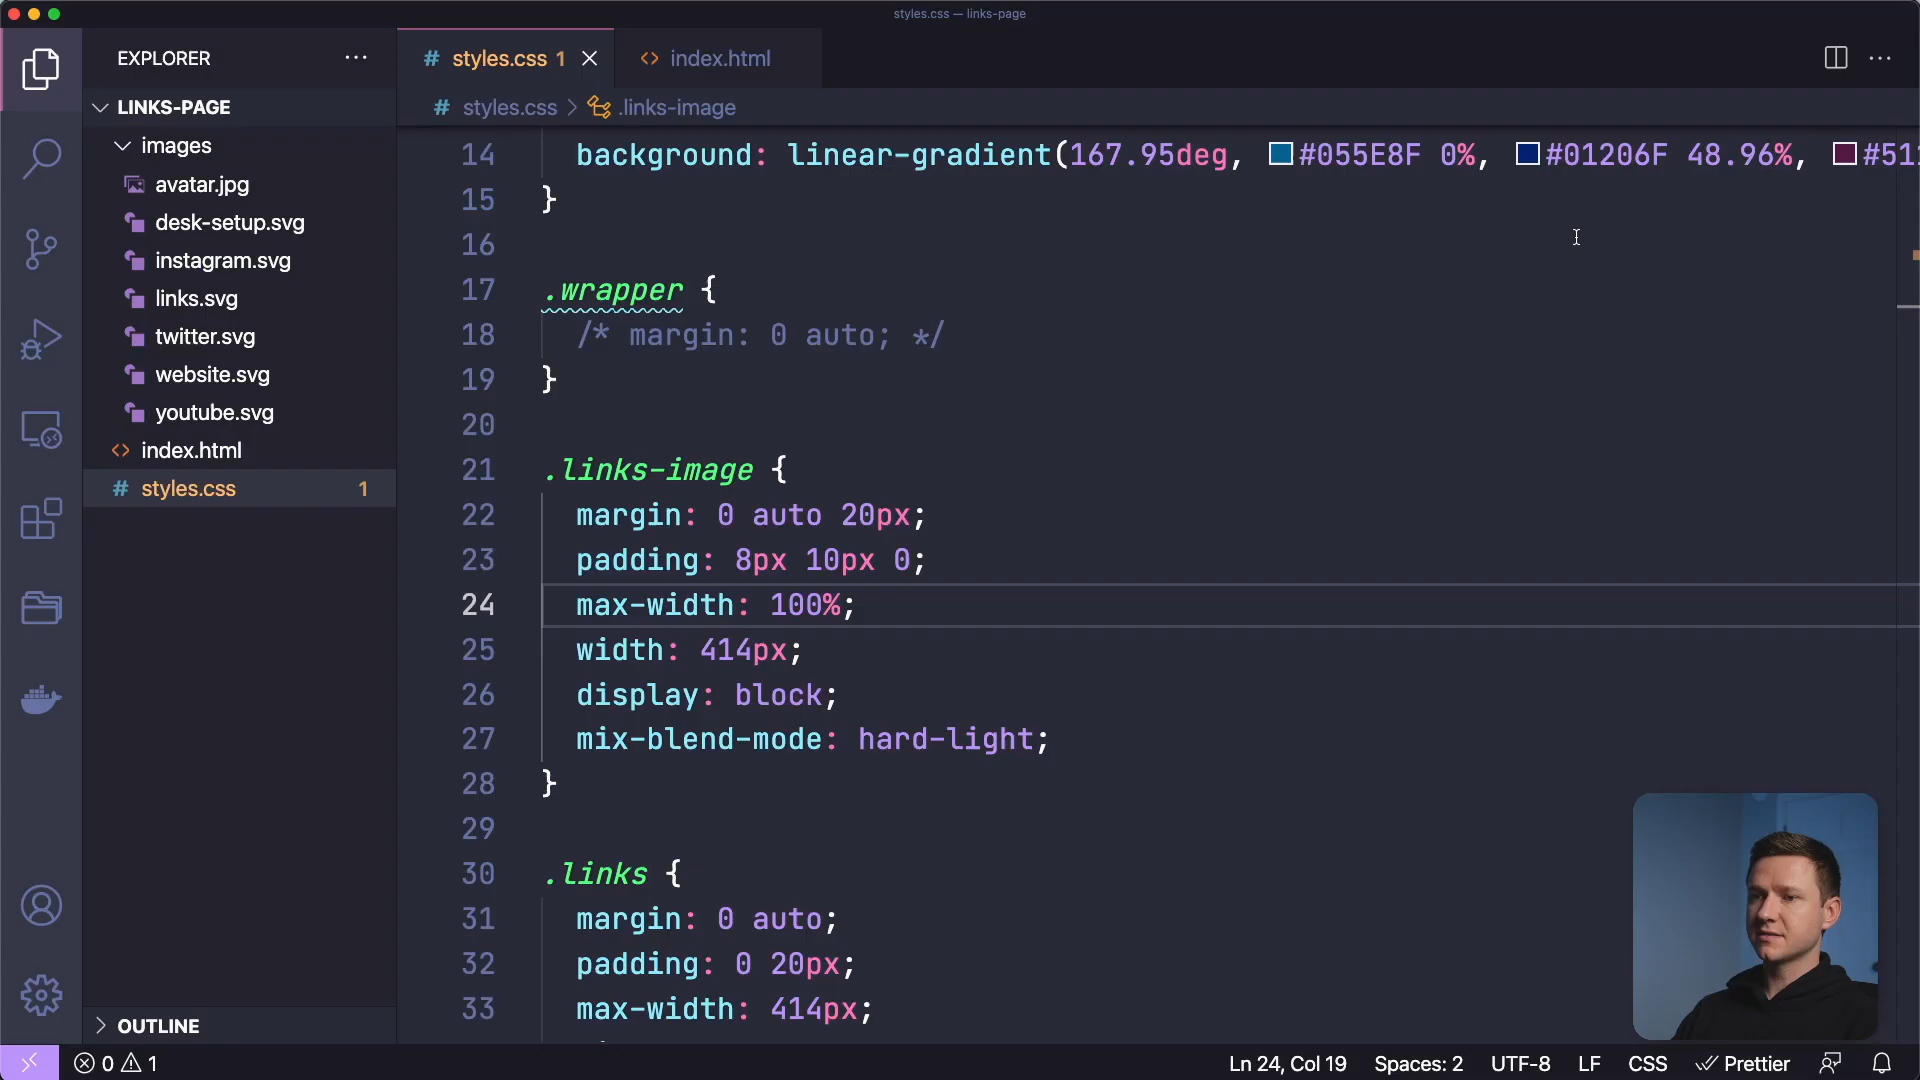 styles.css — links-page
EXPLORER
LINKS-PAGE
images
avatar.jpg
desk-setup.svg
instagram.svg
links.svg
twitter.svg
website.svg
youtube.svg
index.html
styles.css 1
OUTLINE
# styles.css 1
<> index.html
# styles.css > .links-image
14 background: linear-gradient(167.95deg, #055E8F 0%, #01206F 48.96%, #511
15 }
16
17 .wrapper {
18 /* margin: 0 auto; */
19 }
20
21 .links-image {
22 margin: 0 auto 20px;
23 padding: 8px 10px 0;
24 max-width: 100%;
25 width: 414px;
26 display: block;
27 mix-blend-mode: hard-light;
28 }
29
30 .links {
31 margin: 0 auto;
32 padding: 0 20px;
33 max-width: 414px;
0 1
Ln 24, Col 19 Spaces: 2 UTF-8 LF CSS Prettier